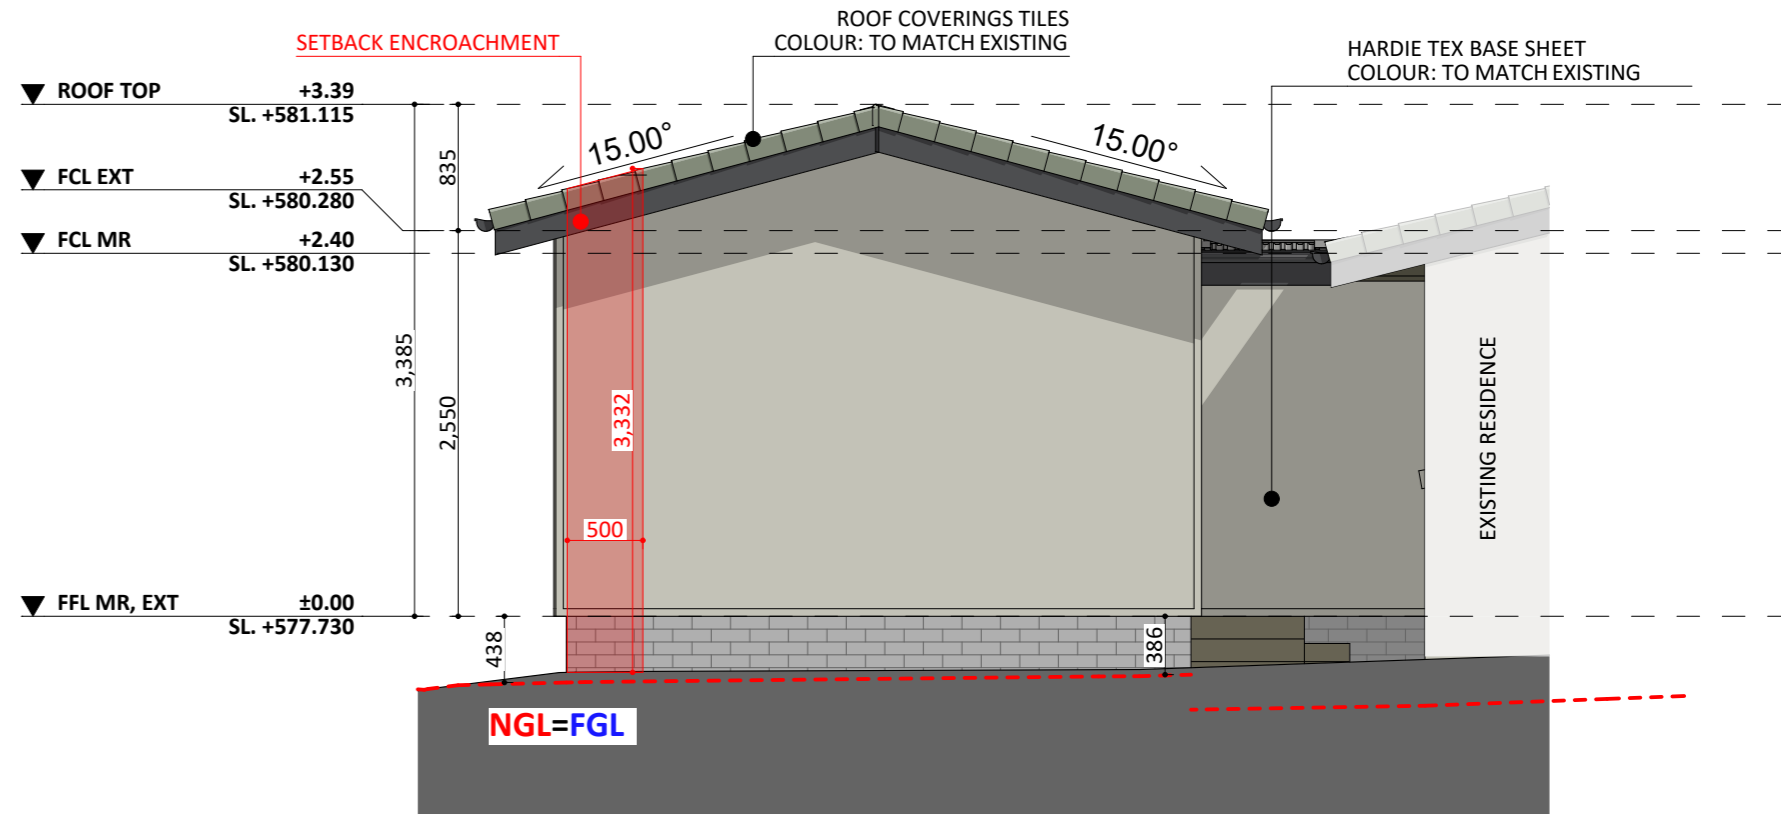 SETBACK ENCROACHMENT
ROOF COVERINGS TILES
COLOUR: TO MATCH EXISTING
HARDIE TEX BASE SHEET
COLOUR: TO MATCH EXISTING
ROOF TOP +3.39
SL. +581.115
FCL EXT +2.55
SL. +580.280
FCL MR +2.40
SL. +580.130
FFL MR, EXT ±0.00
SL. +577.730
835
3,385
2,550
438
15.00°
15.00°
3,332
500
386
EXISTING RESIDENCE
NGL=FGL